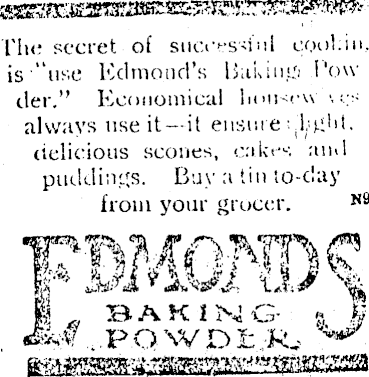 The secret of successful cookin,
is "use Edmond's Baking Pow
der." Economical housewives
always use it—it ensures light,
delicious scones, cakes and
puddings. Buy a tin to-day
from your grocer. N9
EDMONDS
BAKING
POWDER.